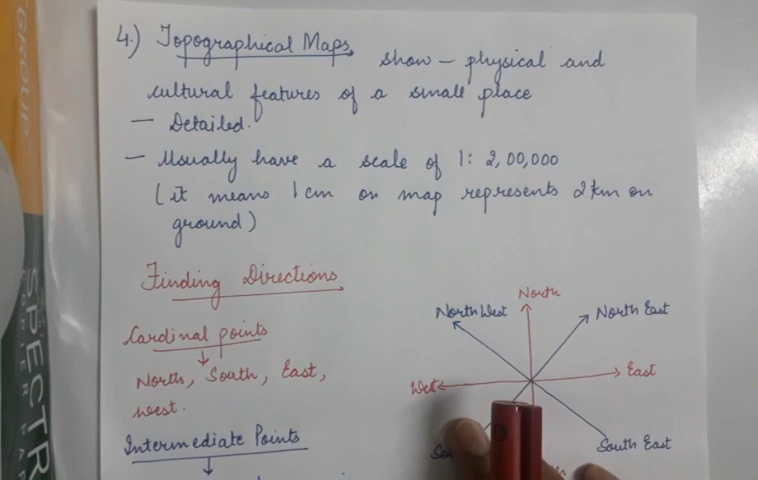 4.) Topographical Maps show - physical and
cultural features of a small place
- Detailed.
- Usually have a scale of 1: 2,00,000
(it means 1 cm on map represents 2 km on
ground)
Finding Directions
Cardinal points
North, South, East,
West.
Intermediate Points
North
North West
North East
West
East
South East
GROUP
SPECTR